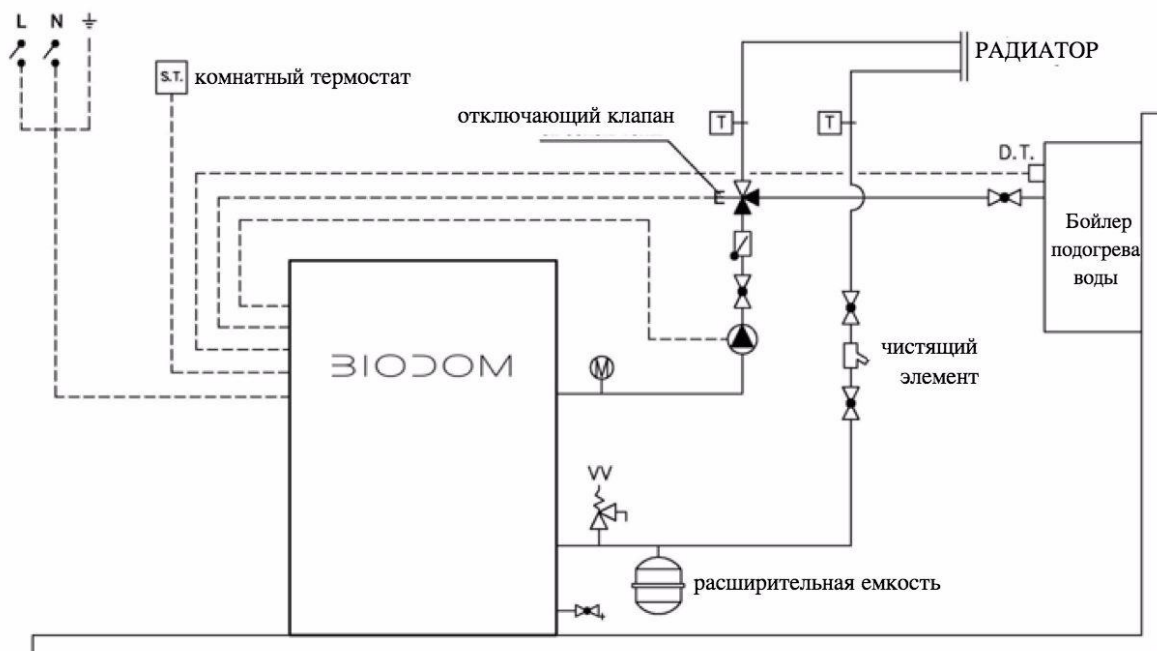 L N
РАДИАТОР
S.T. комнатный термостат
отключающий клапан
T T
D.T.
Бойлер
подогрева
воды
BIODOM
M
чистящий
элемент
VV
расширительная емкость